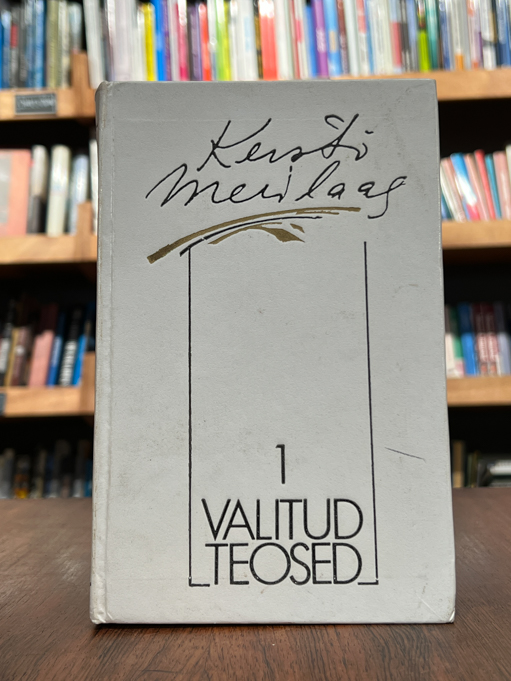 Kersti
Merilaas
1
VALITUD
TEOSED